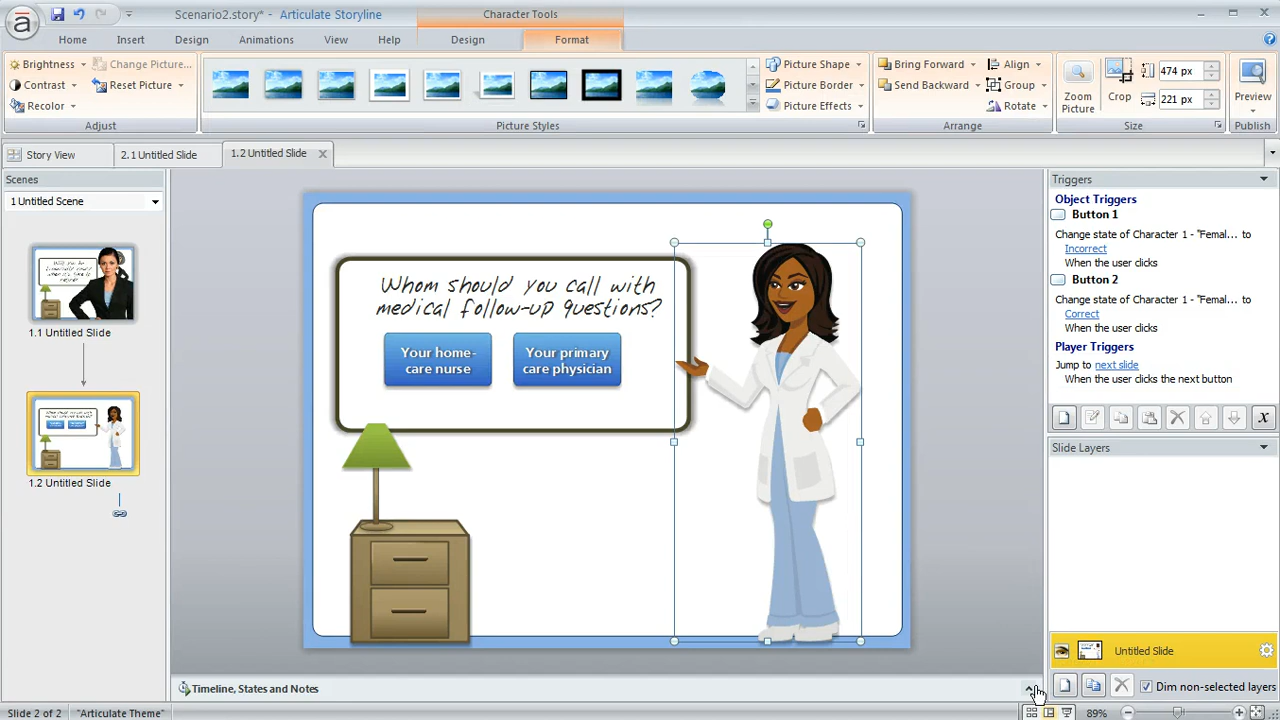 Scenario2.story* - Articulate Storyline
Character Tools
Home
Insert
Design
Animations
View
Help
Design
Format
Brightness
Change Picture...
Contrast
Reset Picture
Recolor
Adjust
Picture Styles
Picture Shape
Picture Border
Picture Effects
Bring Forward
Send Backward
Align
Group
Rotate
Arrange
Zoom
Picture
Crop
474 px
221 px
Size
Preview
Publish
Story View
2.1 Untitled Slide
1.2 Untitled Slide
Scenes
1 Untitled Scene
1.1 Untitled Slide
1.2 Untitled Slide
Whom should you call with
medical follow-up questions?
Your home-
care nurse
Your primary
care physician
Timeline, States and Notes
Triggers
Object Triggers
Button 1
Change state of Character 1 - "Femal... to
Incorrect
When the user clicks
Button 2
Change state of Character 1 - "Femal... to
Correct
When the user clicks
Player Triggers
Jump to next slide
When the user clicks the next button
Slide Layers
Untitled Slide
Dim non-selected layers
Slide 2 of 2
"Articulate Theme"
89%